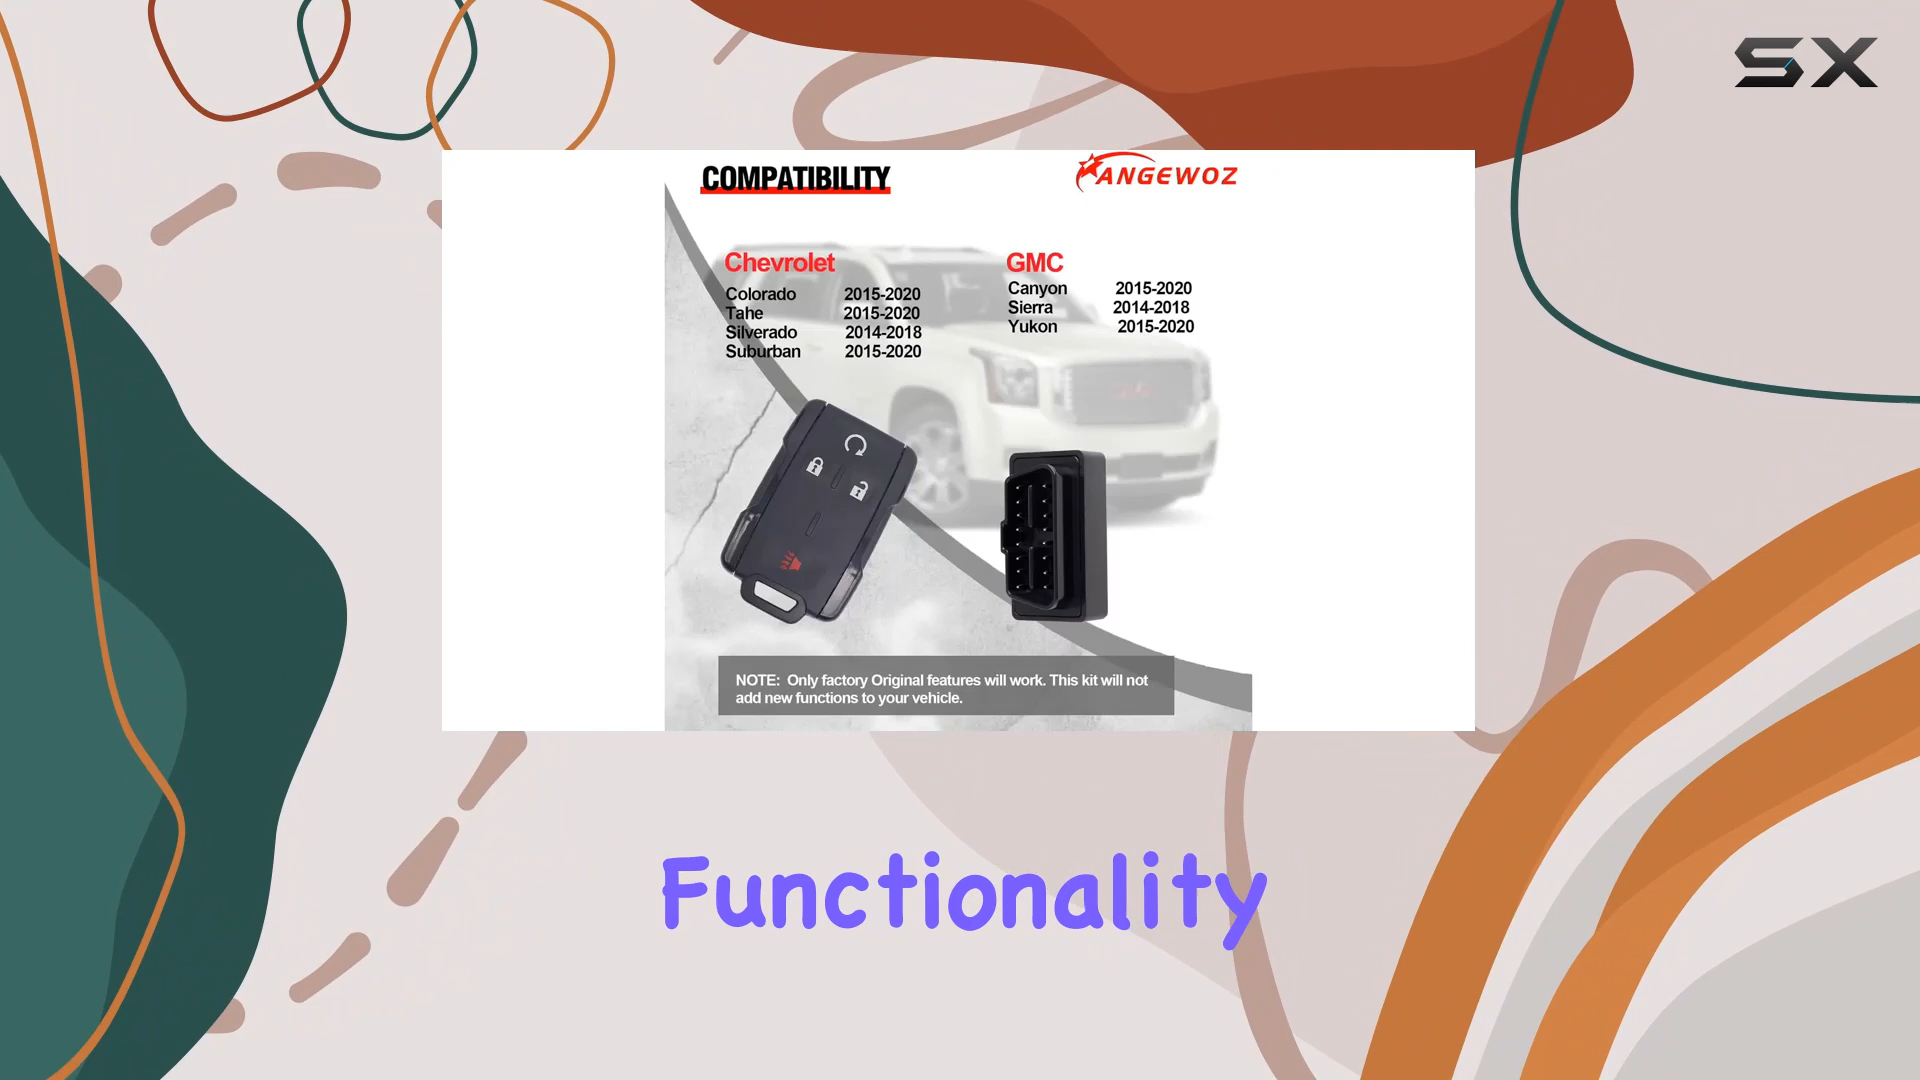 SX
COMPATIBILITY
ANGEWOZ
Chevrolet
Colorado 2015-2020
Tahe 2015-2020
Silverado 2014-2018
Suburban 2015-2020
GMC
Canyon 2015-2020
Sierra 2014-2018
Yukon 2015-2020
NOTE: Only factory Original features will work. This kit will not
add new functions to your vehicle.
Functionality